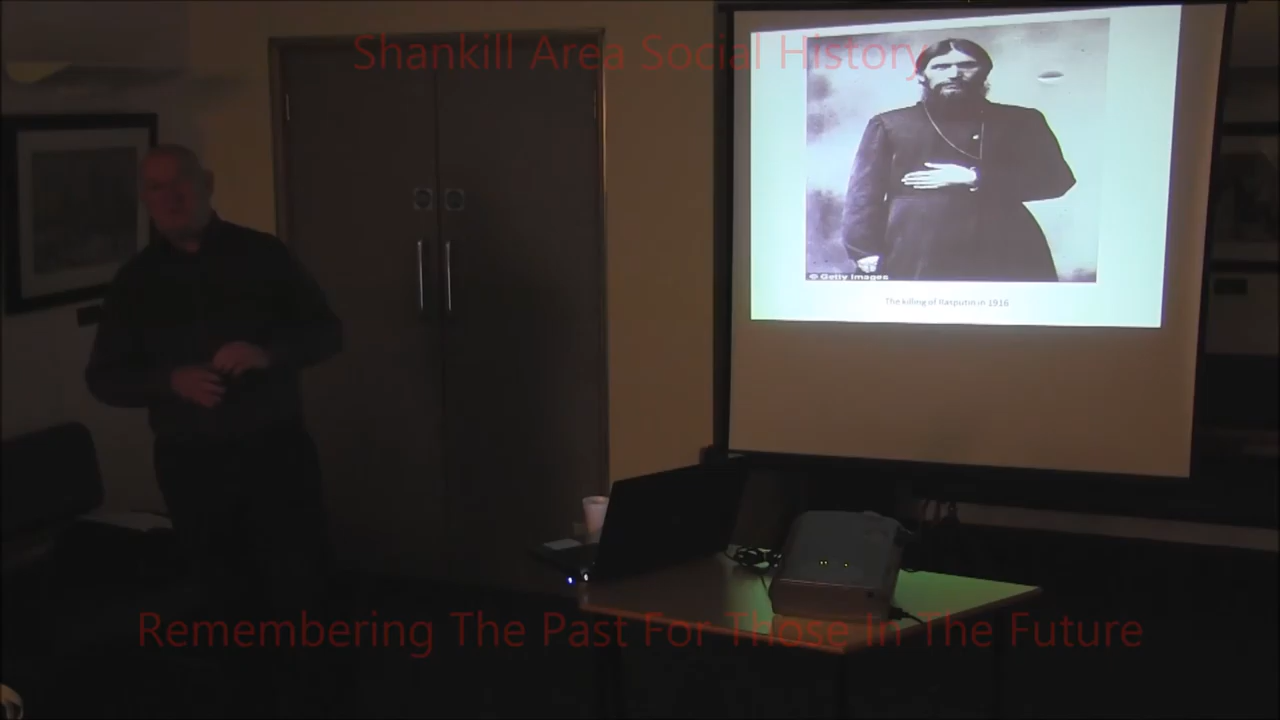 Shankill Area Social History
© Getty Images
The killing of Rasputin in 1916
Remembering The Past For Those In The Future